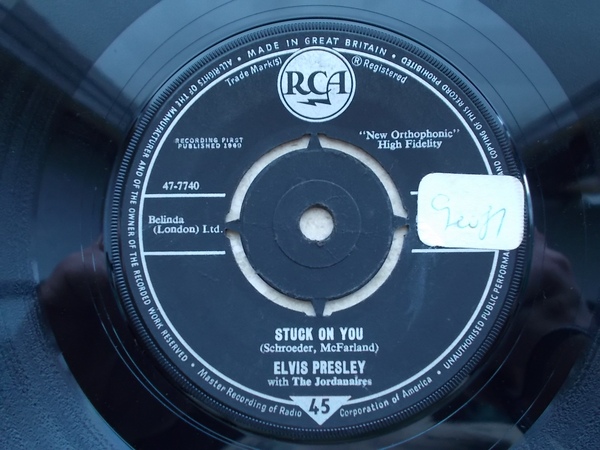 MADE IN GREAT BRITAIN
ALL RIGHTS OF THE MANUFACTURER AND OF THE OWNER OF THE RECORDED WORK RESERVED
UNAUTHORISED PUBLIC PERFORMA
AND COPYING OF THIS RECORD PROHIBITED
Trade Mark(s)
RCA
® Registered
RECORDING FIRST
PUBLISHED 1960
"New Orthophonic"
High Fidelity
47-7740
Belinda
(London) Ltd.
Geoff
STUCK ON YOU
(Schroeder, McFarland)
ELVIS PRESLEY
with The Jordanaires
Master Recording of Radio
45
Corporation of America